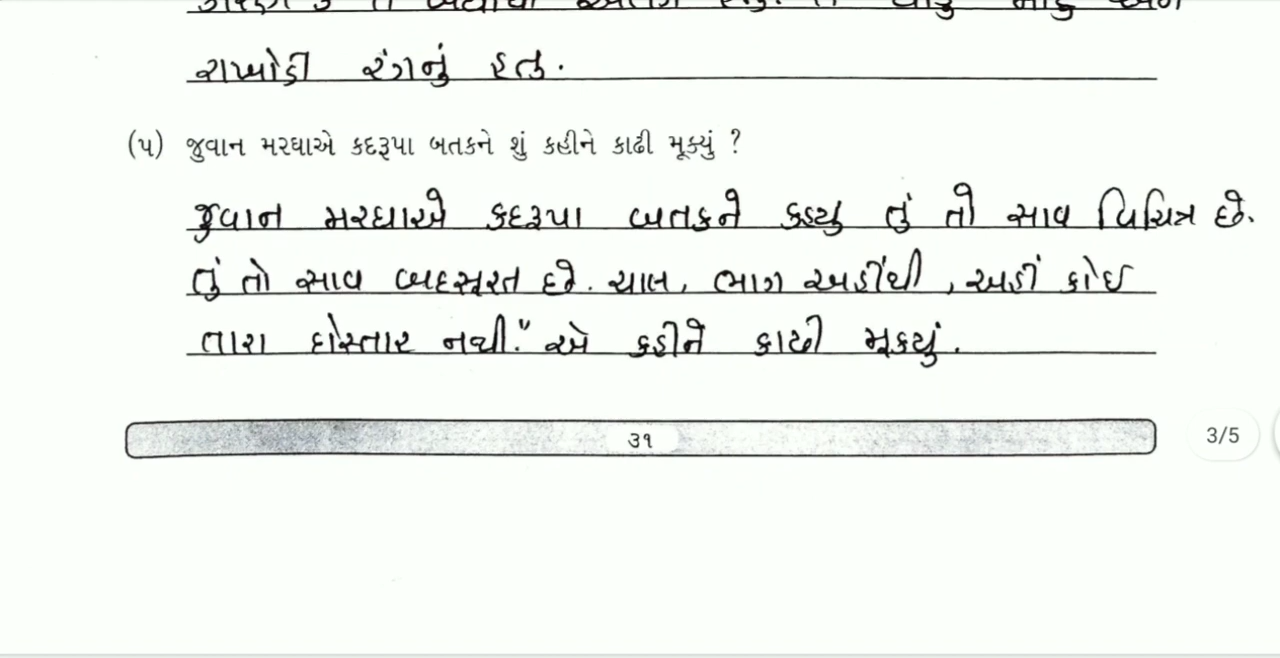 રાખોડી રંગનું હતુ.
(૫) જુવાન મરઘાએ કદરૂપા બતકને શું કહીને કાઢી મૂક્યું ?
જુવાન મરઘાએ કદરૂપા બતકને કહ્યુ તું તો સાવ વિચિત્ર છે.
તું તો સાવ બદસૂરત છે. ચાલ, ભાગ અહીંથી, અહીં કોઇ
તારા દોસ્તાર નથી." એ કહીને કાઢી મૂકયું.
૩૧
3/5